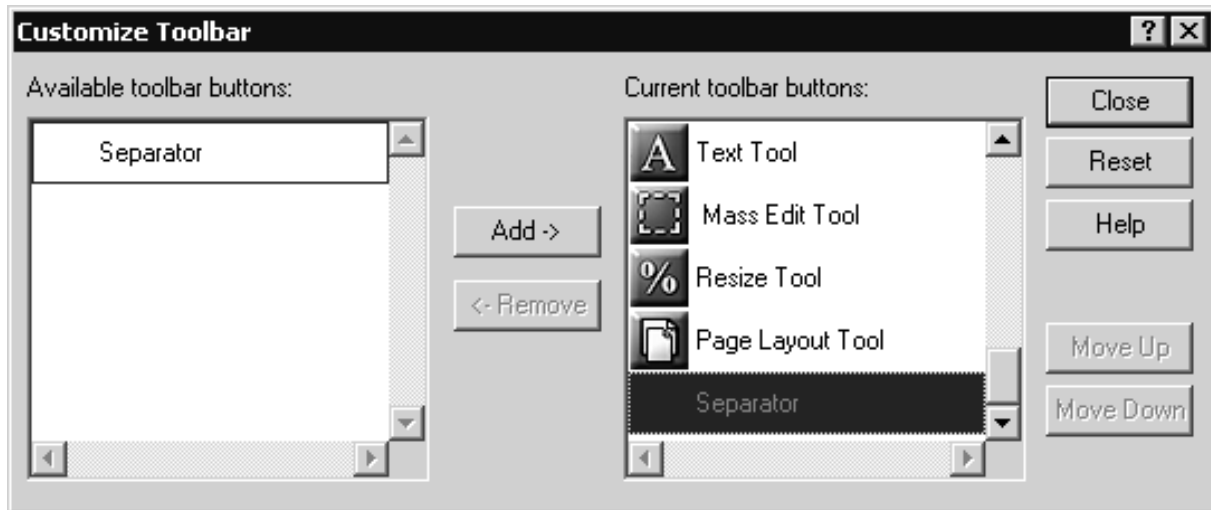 Customize Toolbar
Available toolbar buttons:
Separator
Add ->
<- Remove
Current toolbar buttons:
Text Tool
Mass Edit Tool
Resize Tool
Page Layout Tool
Separator
Close
Reset
Help
Move Up
Move Down